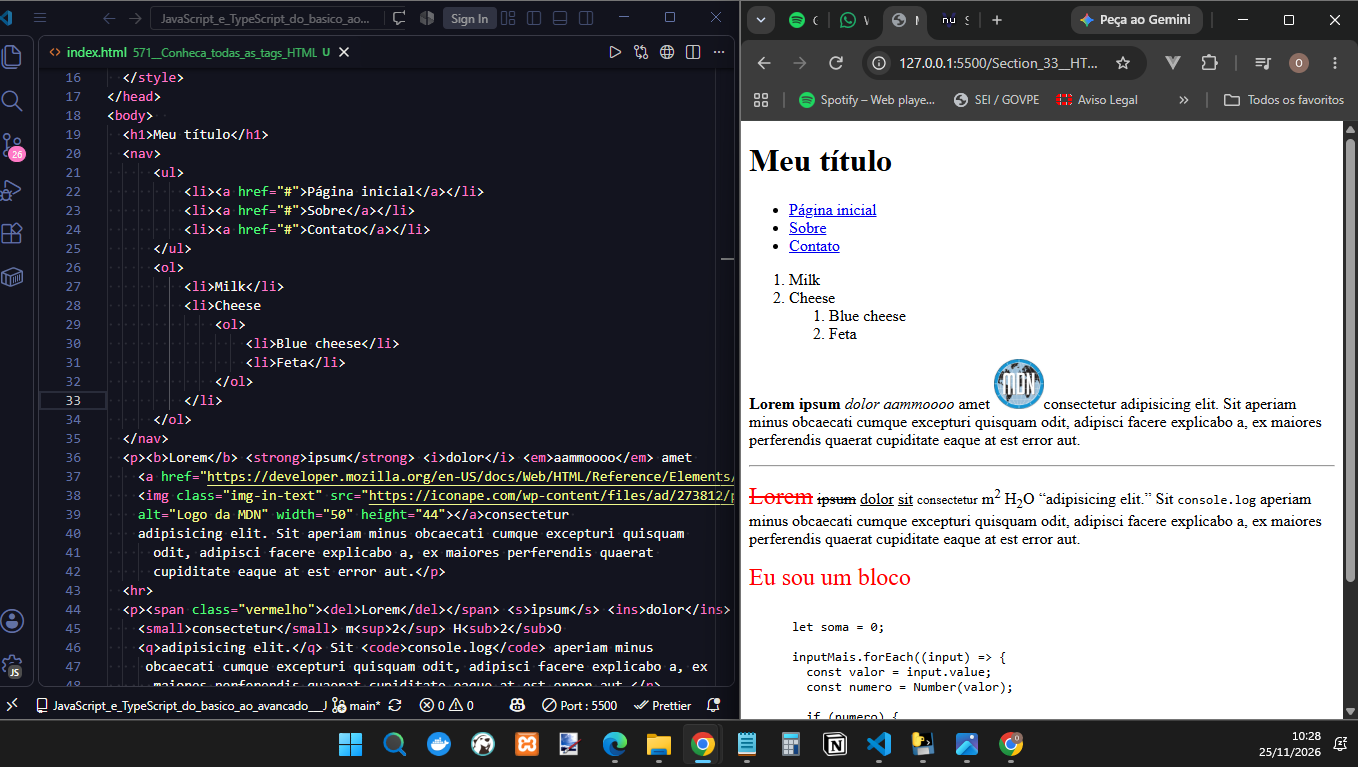 JavaScript_e_TypeScript_do_basico_ao...
Sign In
index.html 571__Conheca_todas_as_tags_HTML U
16 </style>
17 </head>
18 <body>
19 <h1>Meu título</h1>
20 <nav>
21 <ul>
22 <li><a href="#">Página inicial</a></li>
23 <li><a href="#">Sobre</a></li>
24 <li><a href="#">Contato</a></li>
25 </ul>
26 <ol>
27 <li>Milk</li>
28 <li>Cheese
29 <ol>
30 <li>Blue cheese</li>
31 <li>Feta</li>
32 </ol>
33 </li>
34 </ol>
35 </nav>
36 <p><b>Lorem</b> <strong>ipsum</strong> <i>dolor</i> <em>aammoooo</em> amet
37 <a href="https://developer.mozilla.org/en-US/docs/Web/HTML/Reference/Elements/
38 <img class="img-in-text" src="https://iconape.com/wp-content/files/ad/273812/p
39 alt="Logo da MDN" width="50" height="44"></a>consectetur
40 adipisicing elit. Sit aperiam minus obcaecati cumque excepturi quisquam
41 odit, adipisci facere explicabo a, ex maiores perferendis quaerat
42 cupiditate eaque at est error aut.</p>
43 <hr>
44 <p><span class="vermelho"><del>Lorem</del></span> <s>ipsum</s> <ins>dolor</ins>
45 <small>consectetur</small> m<sup>2</sup> H<sub>2</sub>O
46 <q>adipisicing elit.</q> Sit <code>console.log</code> aperiam minus
47 obcaecati cumque excepturi quisquam odit, adipisci facere explicabo a, ex
48 maiores perferendis quaerat cupiditate eaque at est error aut.</p>
26
JS
JavaScript_e_TypeScript_do_basico_ao_avancado__J main* 0 0 Port : 5500 Prettier
Peça ao Gemini
127.0.0.1:5500/Section_33__HT...
O
Spotify – Web playe... SEI / GOVPE Aviso Legal » Todos os favoritos
Meu título
Página inicial
Sobre
Contato
1. Milk
2. Cheese
1. Blue cheese
2. Feta
MDN
Lorem ipsum dolor aammoooo amet consectetur adipisicing elit. Sit aperiam
minus obcaecati cumque excepturi quisquam odit, adipisci facere explicabo a, ex maiores
perferendis quaerat cupiditate eaque at est error aut.
Lorem ipsum dolor sit consectetur m2 H2O “adipisicing elit.” Sit console.log aperiam
minus obcaecati cumque excepturi quisquam odit, adipisci facere explicabo a, ex maiores
perferendis quaerat cupiditate eaque at est error aut.
Eu sou um bloco
let soma = 0;
inputMais.forEach((input) => {
const valor = input.value;
const numero = Number(valor);
if (numero) {
10:28
25/11/2026